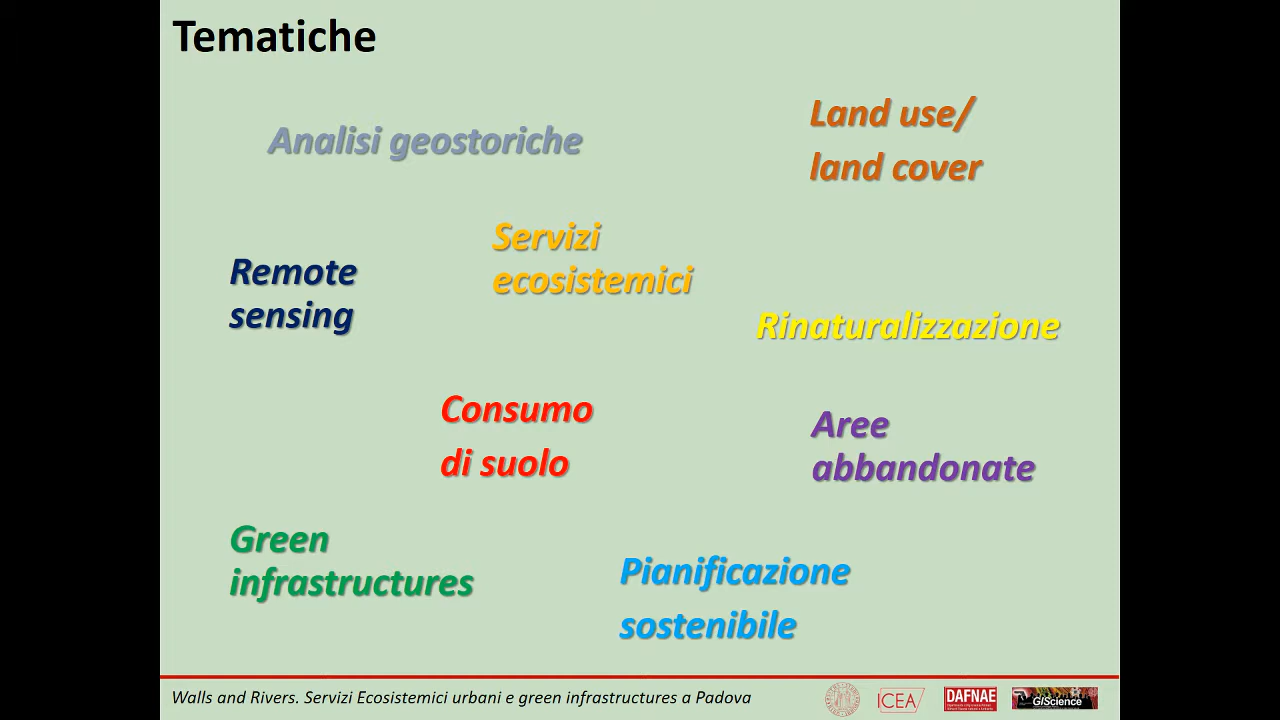 Tematiche
Analisi geostoriche
Land use/
land cover
Servizi
ecosistemici
Remote
sensing
Rinaturalizzazione
Consumo
di suolo
Aree
abbandonate
Green
infrastructures
Pianificazione
sostenibile
Walls and Rivers. Servizi Ecosistemici urbani e green infrastructures a Padova
ICEA
DAFNAE
GIScience